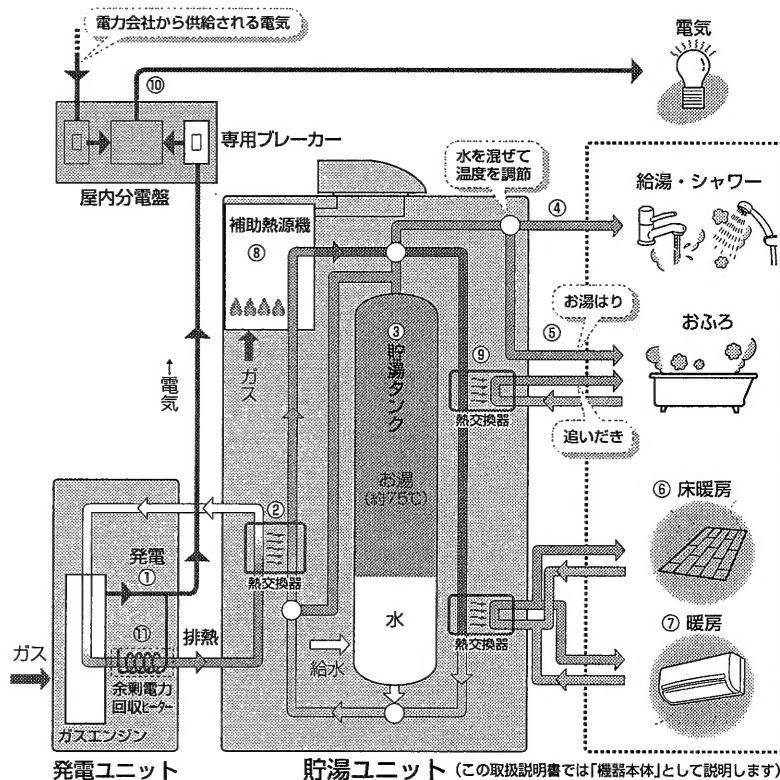 電力会社から供給される電気
電気
⑩
専用ブレーカー
屋内分電盤
水を混ぜて
温度を調節
④
給湯・シャワー
補助熱源機
⑧
お湯はり
⑤
おふろ
③
貯湯タンク
⑨
ガス
←電気
熱交換器
追いだき
お湯
(約75℃)
⑥ 床暖房
②
発電
①
熱交換器
水
熱交換器
⑦ 暖房
⑪
排熱
ガス
給水
余剰電力
回収ヒーター
ガスエンジン
発電ユニット
貯湯ユニット(この取扱説明書では「機器本体」として説明します)